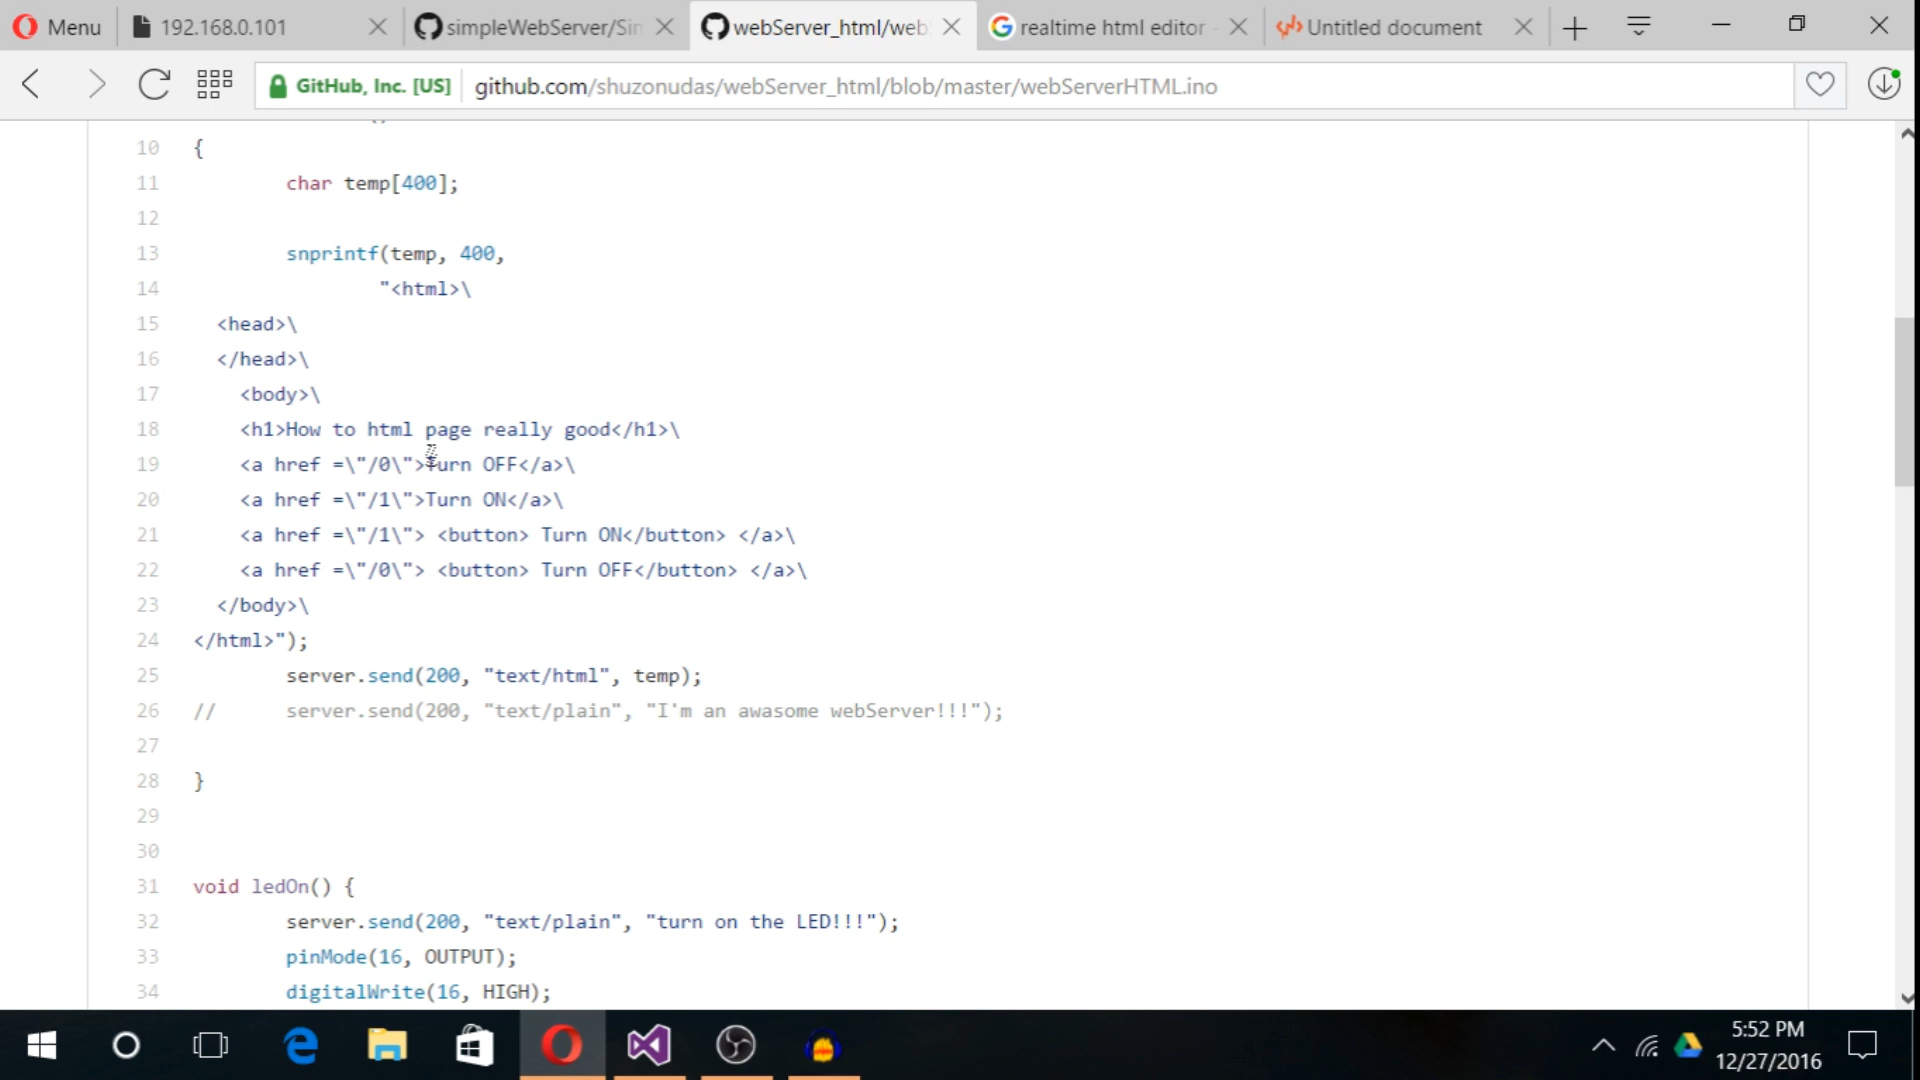 Menu
192.168.0.101
simpleWebServer/Sin
webServer_html/web
realtime html editor -
Untitled document
GitHub, Inc. [US]
github.com/shuzonudas/webServer_html/blob/master/webServerHTML.ino
10 {
11 char temp[400];
12
13 snprintf(temp, 400,
14 "<html>\
15 <head>\
16 </head>\
17 <body>\
18 <h1>How to html page really good</h1>\
19 <a href =\"/0\">Turn OFF</a>\
20 <a href =\"/1\">Turn ON</a>\
21 <a href =\"/1\"> <button> Turn ON</button> </a>\
22 <a href =\"/0\"> <button> Turn OFF</button> </a>\
23 </body>\
24 </html>");
25 server.send(200, "text/html", temp);
26 // server.send(200, "text/plain", "I'm an awasome webServer!!!");
27
28 }
29
30
31 void ledOn() {
32 server.send(200, "text/plain", "turn on the LED!!!");
33 pinMode(16, OUTPUT);
34 digitalWrite(16, HIGH);
5:52 PM
12/27/2016